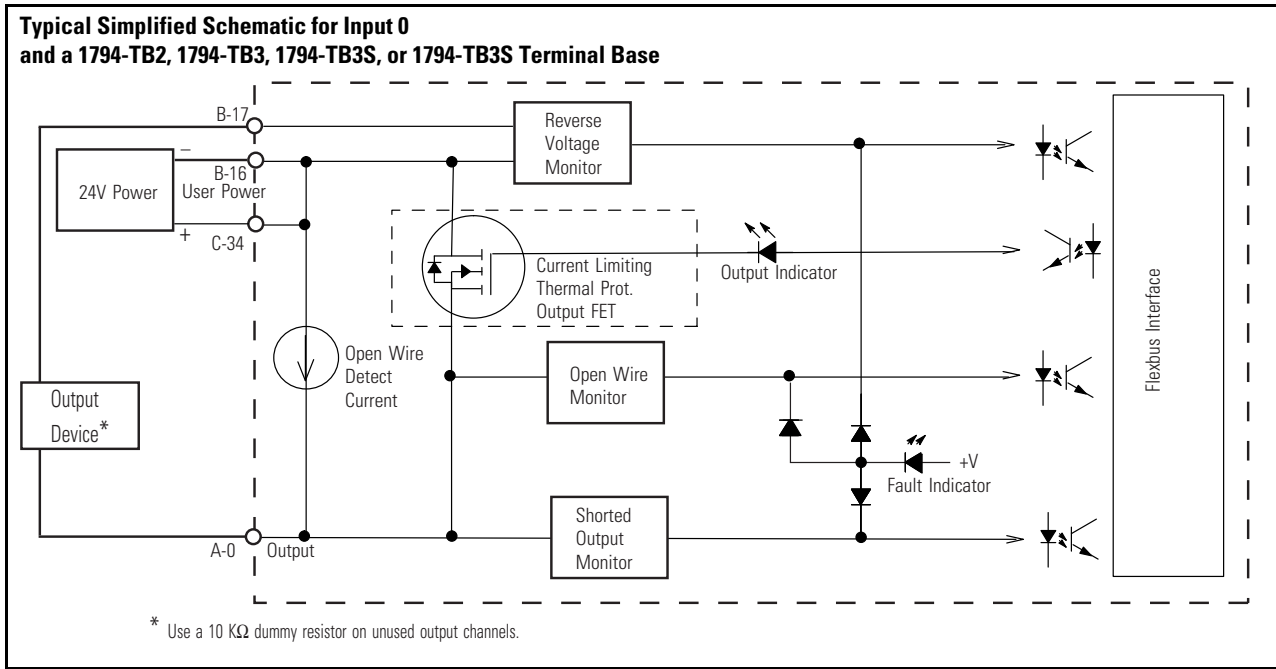 Typical Simplified Schematic for Input 0
and a 1794-TB2, 1794-TB3, 1794-TB3S, or 1794-TB3S Terminal Base
B-17
−
B-16
User Power
24V Power
+
C-34
Reverse
Voltage
Monitor
Current Limiting
Thermal Prot.
Output FET
Output Indicator
Open Wire
Detect
Current
Open Wire
Monitor
Output
Device*
+V
Fault Indicator
Shorted
Output
Monitor
A-0
Output
Flexbus Interface
* Use a 10 KΩ dummy resistor on unused output channels.